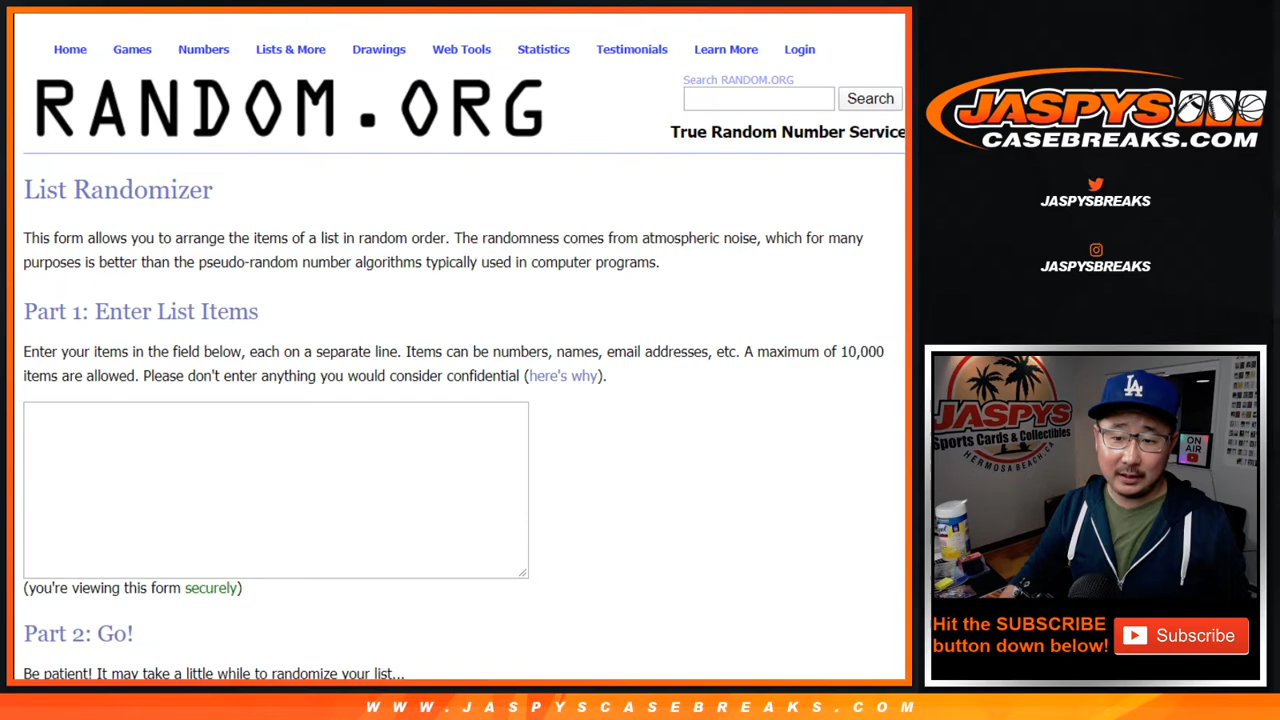 Home Games Numbers Lists & More Drawings Web Tools Statistics Testimonials Learn More Login
RANDOM.ORG
Search RANDOM.ORG
Search
True Random Number Service
List Randomizer
This form allows you to arrange the items of a list in random order. The randomness comes from atmospheric noise, which for many
purposes is better than the pseudo-random number algorithms typically used in computer programs.
Part 1: Enter List Items
Enter your items in the field below, each on a separate line. Items can be numbers, names, email addresses, etc. A maximum of 10,000
items are allowed. Please don't enter anything you would consider confidential (here's why).
(you're viewing this form securely)
Part 2: Go!
Be patient! It may take a little while to randomize your list...
JASPYS
CASEBREAKS.COM
JASPYSBREAKS
JASPYSBREAKS
JASPYS
Sports Cards & Collectibles
HERMOSA BEACH, CA
LA
ON
AIR
Hit the SUBSCRIBE
button down below!
Subscribe
WWW.JASPYSCASEBREAKS.COM